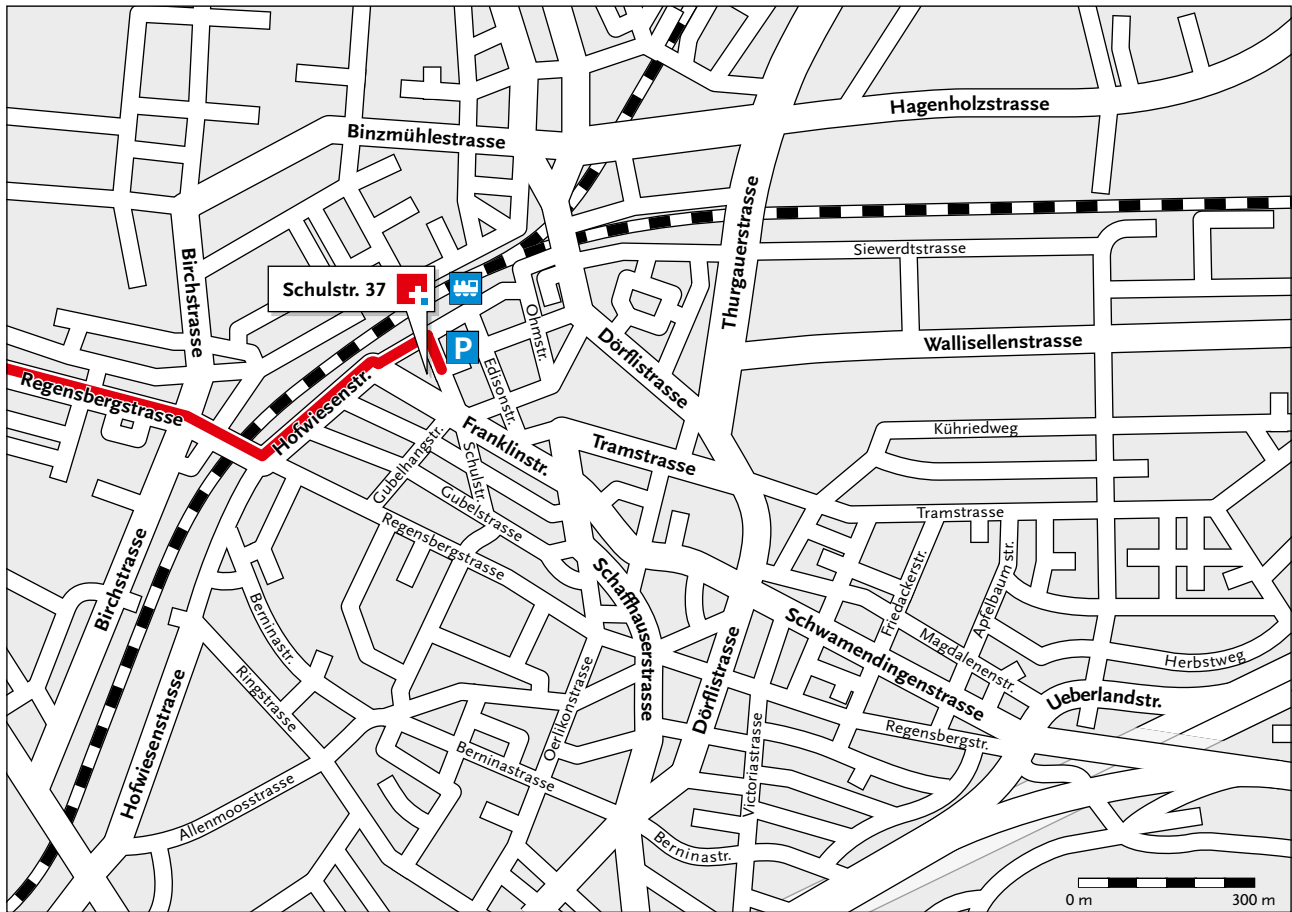 Hagenholzstrasse
Binzmühlestrasse
Thurgauerstrasse
Siewerdtstrasse
Birchstrasse
Schulstr. 37
Ohmstr.
Dörflistrasse
Wallisellenstrasse
P
Edisonstr.
Regensbergstrasse
Hofwiesenstr.
Franklinstr.
Tramstrasse
Kühriedweg
Gubelhangstr.
Schulstr.
Gubelstrasse
Regensbergstrasse
Tramstrasse
Birchstrasse
Schaffhauserstrasse
Friedackerstr.
Apfelbaumstr.
Berninastr.
Schwamendingenstrasse
Magdalenenstr.
Herbstweg
Ringstrasse
Oerlikonstrasse
Dörflistrasse
Ueberlandstr.
Hofwiesenstrasse
Berninastrasse
Victoriastrasse
Regensbergstr.
Allenmoosstrasse
Berninastr.
0 m
300 m